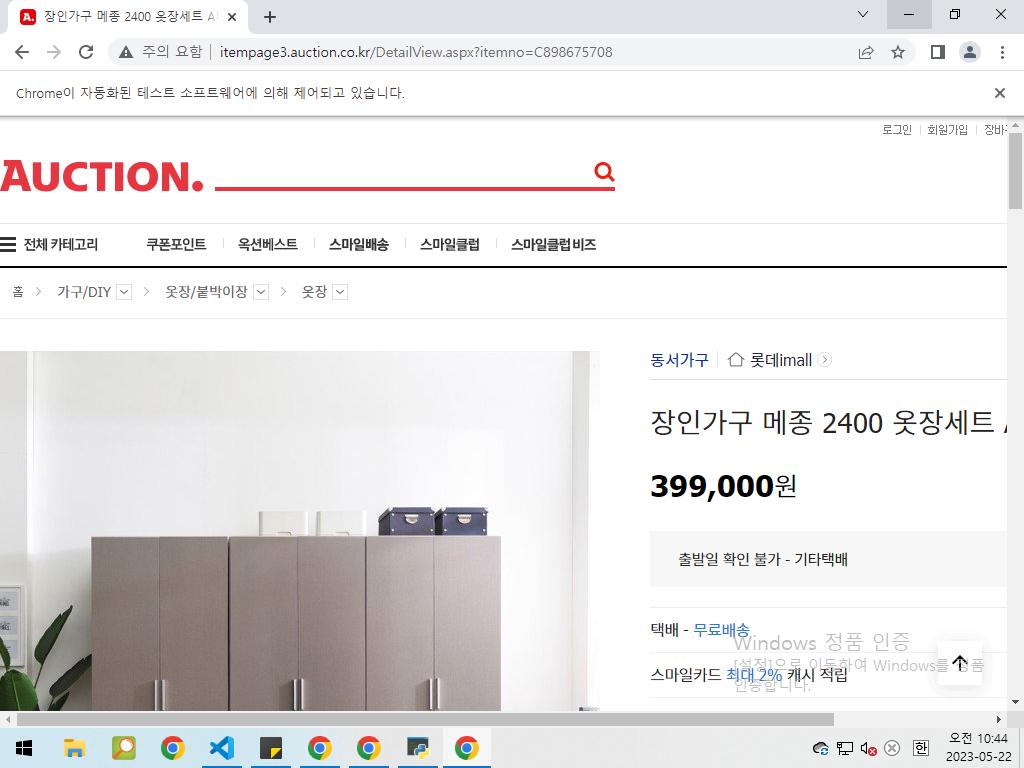 장인가구 메종 2400 옷장세트 A
주의 요함
itempage3.auction.co.kr/DetailView.aspx?itemno=C898675708
Chrome이 자동화된 테스트 소프트웨어에 의해 제어되고 있습니다.
로그인 회원가입
AUCTION.
전체 카테고리 쿠폰포인트 옥션베스트 스마일배송 스마일클럽 스마일클럽 비즈
홈 가구/DIY 옷장/붙박이장 옷장
동서가구 롯데imall
장인가구 메종 2400 옷장세트
399,000원
출발일 확인 불가 - 기타택배
택배 - 무료배송
Windows 정품 인증
[설정]으로 이동하여 Windows를 정품
인증합니다.
스마일카드 최대 2% 캐시 적립
한
오전 10:44
2023-05-22